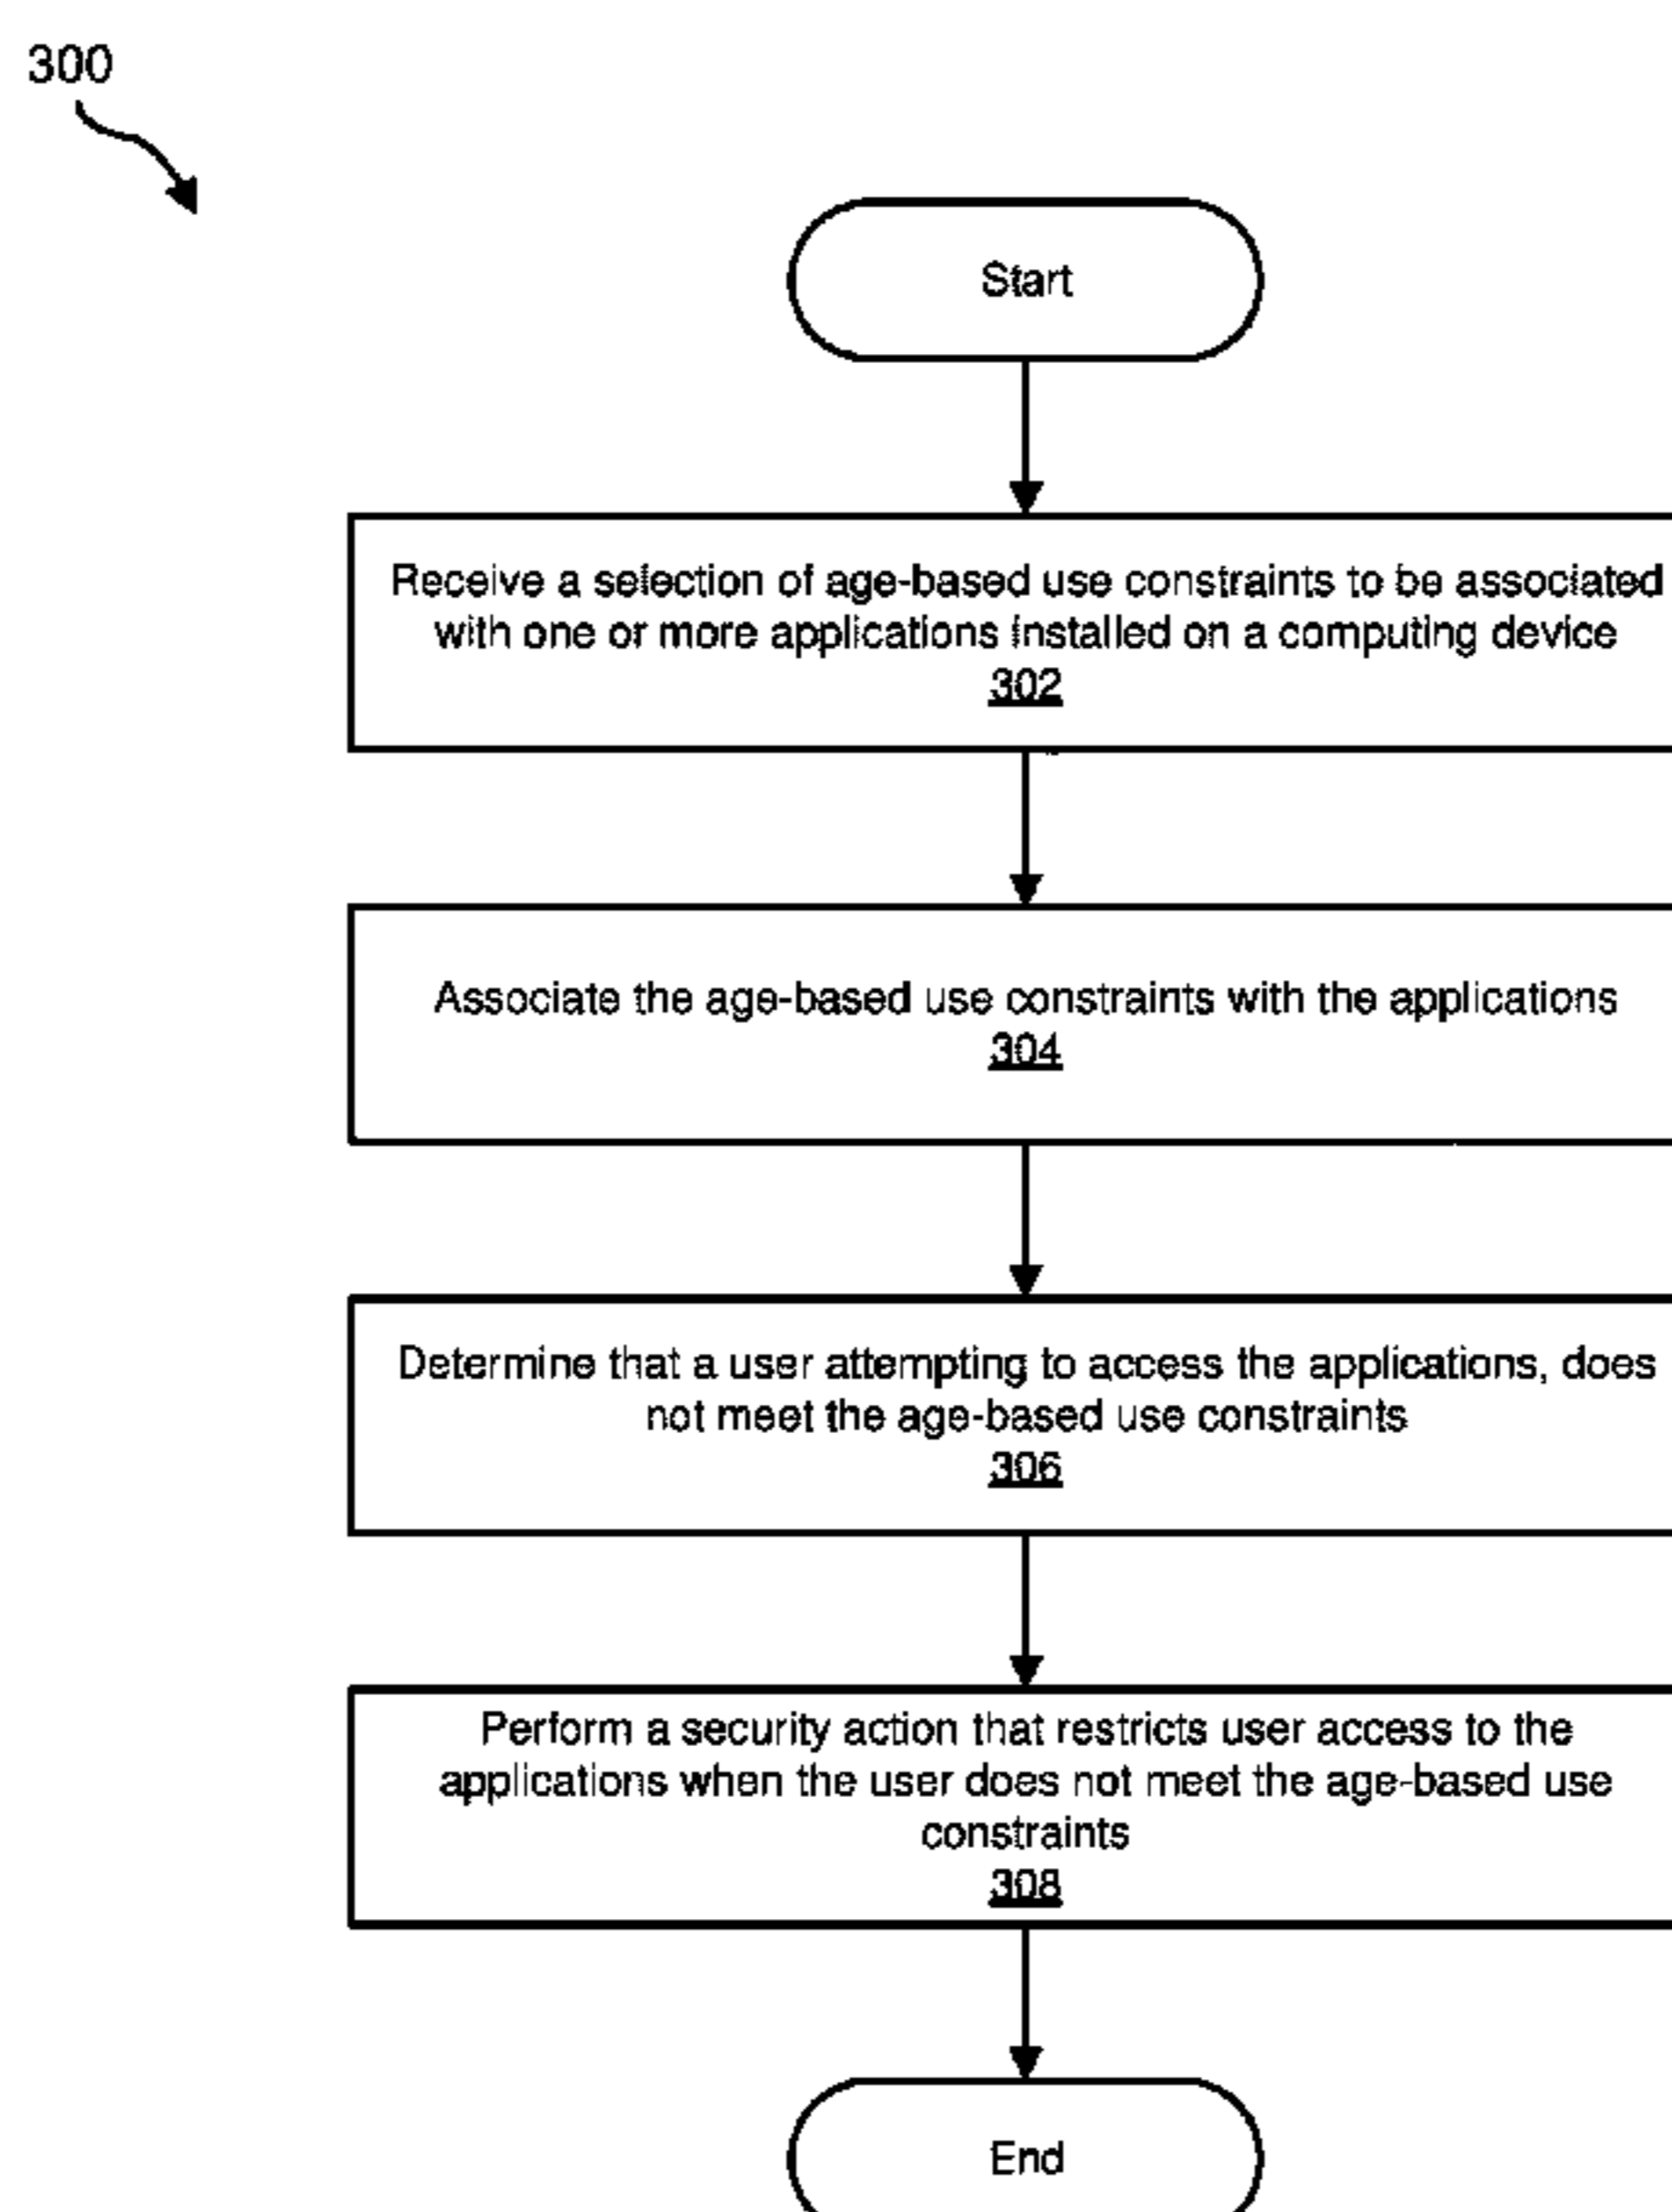 300
Start
Receive a selection of age-based use constraints to be associated
with one or more applications installed on a computing device
302
Associate the age-based use constraints with the applications
304
Determine that a user attempting to access the applications, does
not meet the age-based use constraints
306
Perform a security action that restricts user access to the
applications when the user does not meet the age-based use
constraints
308
End